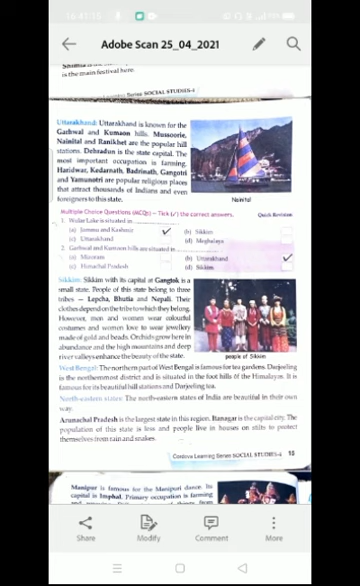 16:41:15
Adobe Scan 25_04_2021
is the main festival here.
Learning Series SOCIAL STUDIES-4
Uttarakhand: Uttarakhand is known for the
Garhwal and Kumaon hills. Mussoorie,
Nainital and Ranikhet are the popular hill
stations. Dehradun is the state capital. The
most important occupation is farming.
Haridwar, Kedarnath, Badrinath, Gangotri
and Yamunotri are popular religious places
that attract thousands of Indians and even
foreigners to this state.
Nainital
Multiple Choice Questions (MCQs) – Tick (✓) the correct answers.
Quick Revision
1. Wular Lake is situated in
(a) Jammu and Kashmir ✓ (b) Sikkim
(c) Uttarakhand (d) Meghalaya
2. Garhwal and Kumaon hills are situated in
(a) Mizoram (b) Uttarakhand ✓
(c) Himachal Pradesh (d) Sikkim
Sikkim: Sikkim with its capital at Gangtok is a
small state. People of this state belong to three
tribes – Lepcha, Bhutia and Nepali. Their
clothes depend on the tribe to which they belong.
However, men and women wear colourful
costumes and women love to wear jewellery
made of gold and beads. Orchids grow here in
abundance and the high mountains and deep
river valleys enhance the beauty of the state.
people of Sikkim
West Bengal: The northern part of West Bengal is famous for tea gardens. Darjeeling
is the northernmost district and is situated in the foot hills of the Himalayas. It is
famous for its beautiful hill stations and Darjeeling tea.
North-eastern states: The north-eastern states of India are beautiful in their own
way.
Arunachal Pradesh is the largest state in this region. Itanagar is the capital city. The
population of this state is less and people live in houses on stilts to protect
themselves from rain and snakes.
Cordova Learning Series SOCIAL STUDIES-4 15
Manipur is famous for the Manipuri dance. Its
capital is Imphal. Primary occupation is farming
Share
Modify
Comment
More